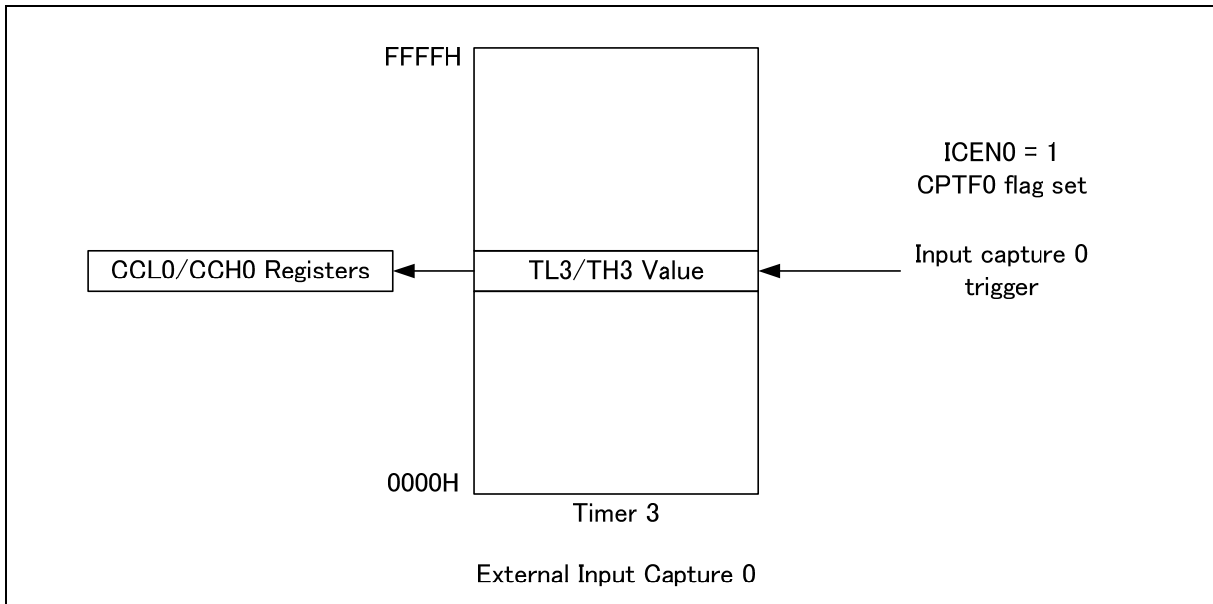 FFFFH
ICEN0 = 1
CPTF0 flag set
CCL0/CCH0 Registers
TL3/TH3 Value
Input capture 0
trigger
0000H
Timer 3
External Input Capture 0